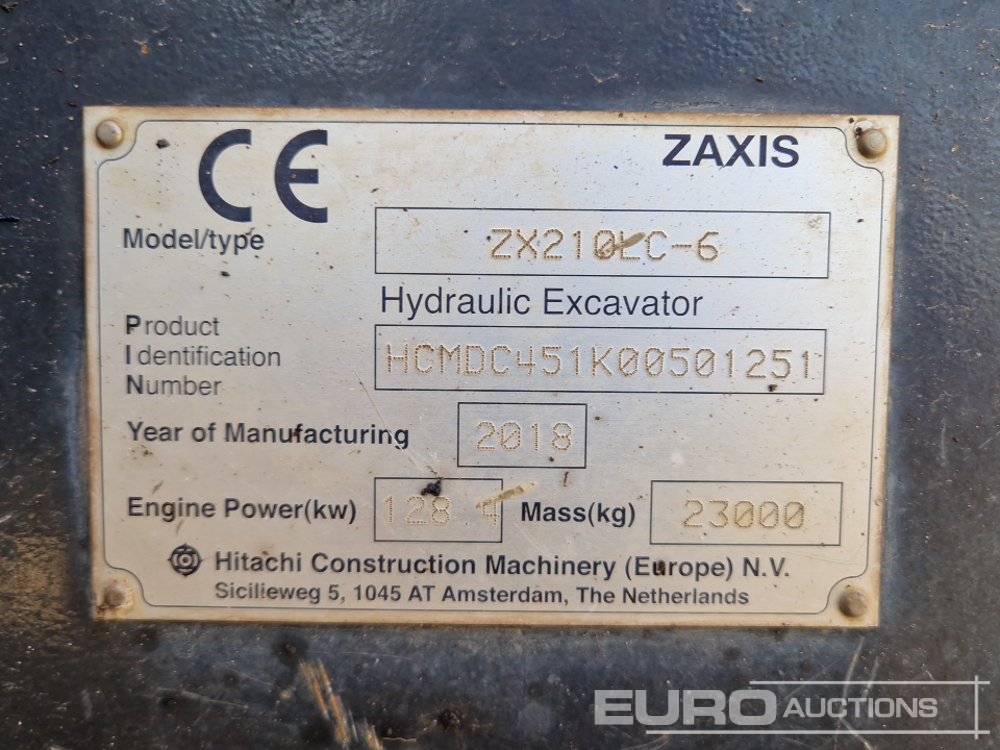 CE ZAXIS
Model/type ZX210LC-6
Hydraulic Excavator
Product
Identification HCMDC451K00501251
Number
Year of Manufacturing 2018
Engine Power(kw) 128.4 Mass(kg) 23000
Hitachi Construction Machinery (Europe) N.V.
Sicilieweg 5, 1045 AT Amsterdam, The Netherlands
EURO AUCTIONS